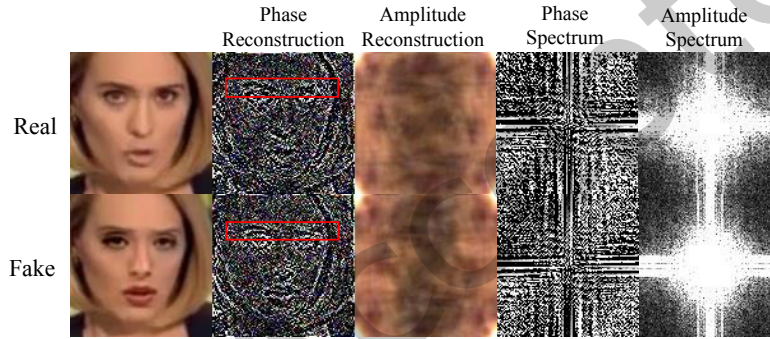 Phase Reconstruction
Amplitude Reconstruction
Phase Spectrum
Amplitude Spectrum
Real
Fake